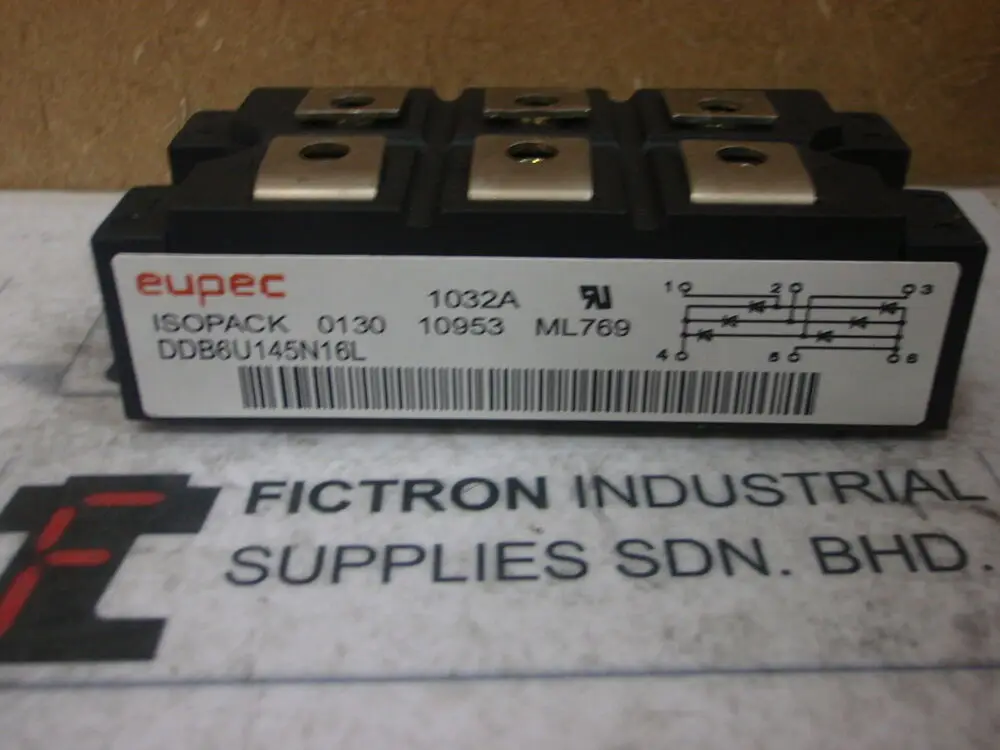 eupec
1032A
ISOPACK 0130 10953 ML769
DDB6U145N16L
1 2 3
4 5 6
FICTRON INDUSTRIAL
SUPPLIES SDN. BHD.